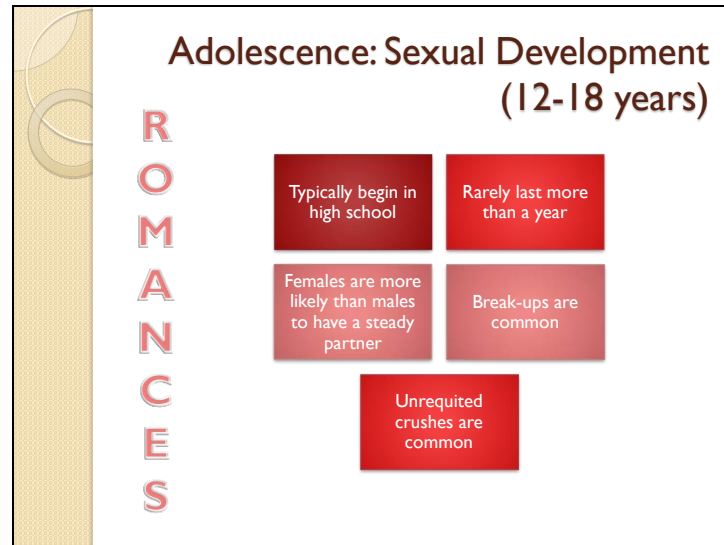 Adolescence: Sexual Development
(12-18 years)
ROMANCES
Typically begin in
high school
Rarely last more
than a year
Females are more
likely than males
to have a steady
partner
Break-ups are
common
Unrequited
crushes are
common